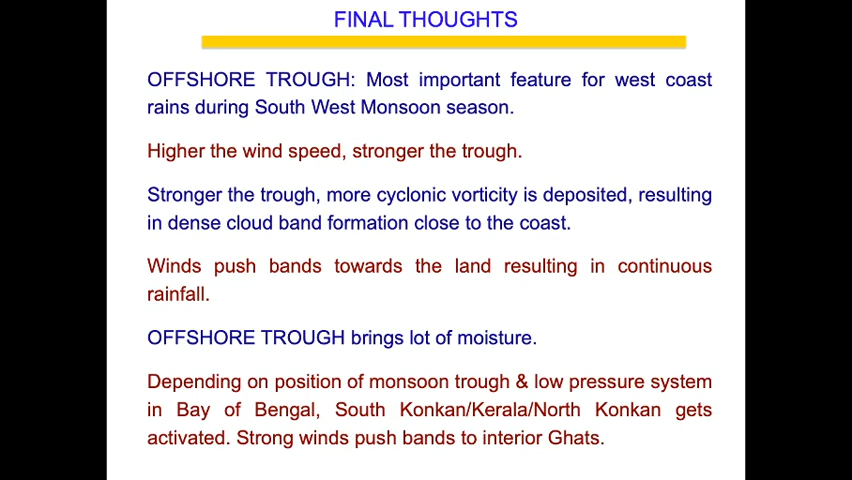 FINAL THOUGHTS
OFFSHORE TROUGH: Most important feature for west coast
rains during South West Monsoon season.
Higher the wind speed, stronger the trough.
Stronger the trough, more cyclonic vorticity is deposited, resulting
in dense cloud band formation close to the coast.
Winds push bands towards the land resulting in continuous
rainfall.
OFFSHORE TROUGH brings lot of moisture.
Depending on position of monsoon trough & low pressure system
in Bay of Bengal, South Konkan/Kerala/North Konkan gets
activated. Strong winds push bands to interior Ghats.